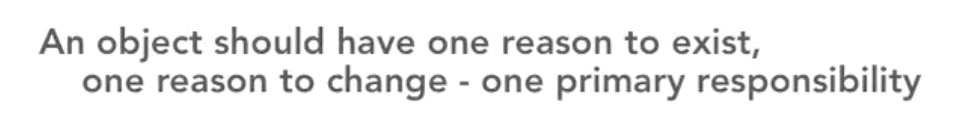 An object should have one reason to exist,
one reason to change - one primary responsibility